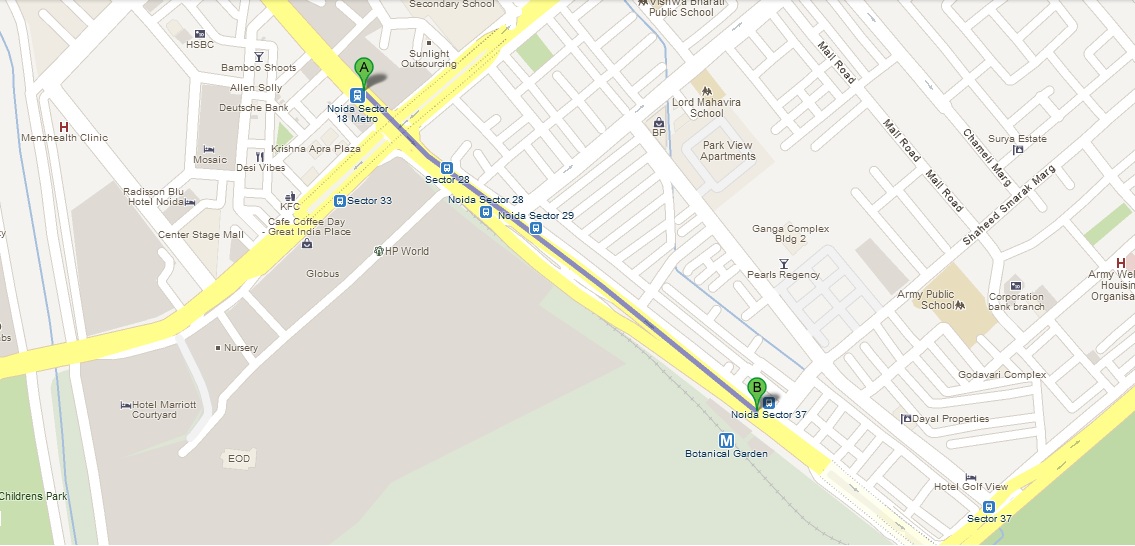 Secondary School
Vishwa Bharati
Public School
HSBC
Bamboo Shoots
Sunlight
Outsourcing
Mall Road
A
Allen Solly
Deutsche Bank
Noida Sector
18 Metro
Lord Mahavira
School
BP
Menzhealth Clinic
Krishna Apra Plaza
Mosaic
Desi Vibes
Park View
Apartments
Mall Road
Chameli Marg
Surya Estate
Sector 28
Mall Road
Radisson Blu
Hotel Noida
KFC
Sector 33
Noida Sector 28
Noida Sector 29
Shaheed Smarak Marg
Cafe Coffee Day
- Great India Place
Center Stage Mall
Ganga Complex
Bldg 2
HP World
Globus
Pearls Regency
H
H
Army Wel
Housin
Organisa
Army Public
School
Corporation
bank branch
Nursery
Godavari Complex
B
Hotel Marriott
Courtyard
Noida Sector 37
Dayal Properties
M
Botanical Garden
EOD
Hotel Golf View
Childrens Park
Sector 37